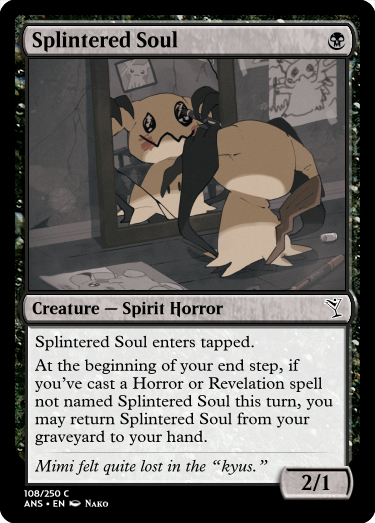 Splintered Soul
Creature — Spirit Horror
Splintered Soul enters tapped.
At the beginning of your end step, if
you’ve cast a Horror or Revelation spell
not named Splintered Soul this turn, you
may return Splintered Soul from your
graveyard to your hand.
Mimi felt quite lost in the “kyus.”
2/1
108/250 C
ANS • EN Nako